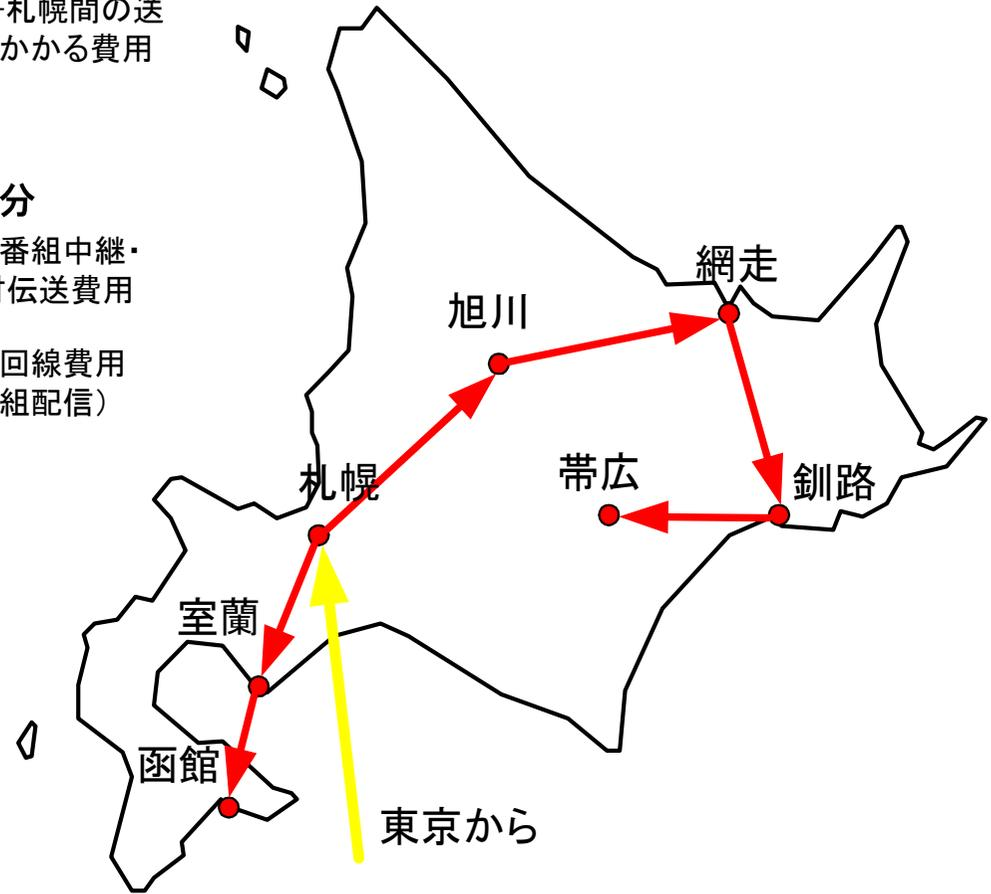 札幌間の送
かかる費用
分
番組中継・
伝送費用
回線費用
組配信）
網走
旭川
帯広
釧路
札幌
室蘭
函館
東京から